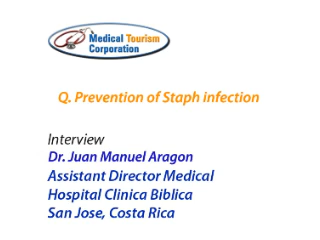 Medical Tourism
Corporation
Q. Prevention of Staph infection
Interview
Dr. Juan Manuel Aragon
Assistant Director Medical
Hospital Clinica Biblica
San Jose, Costa Rica